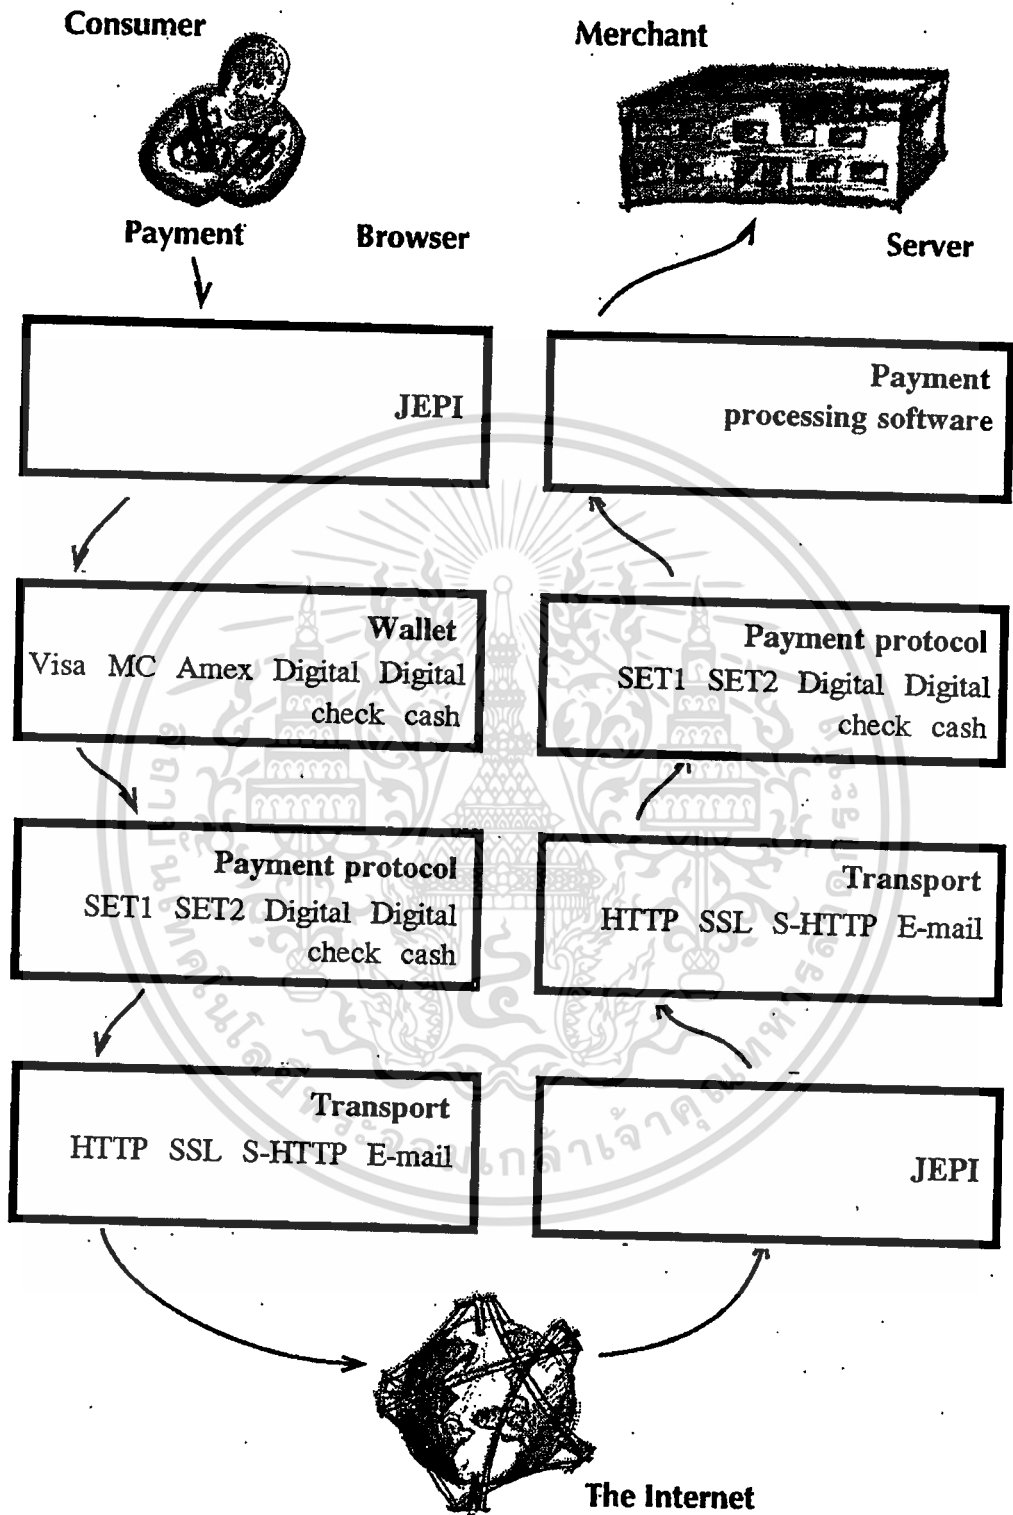 Consumer
Merchant
Payment
Browser
Server
JEPI
Payment
processing software
Wallet
Visa MC Amex Digital Digital
check cash
Payment protocol
SET1 SET2 Digital Digital
check cash
Payment protocol
SET1 SET2 Digital Digital
check cash
Transport
HTTP SSL S-HTTP E-mail
Transport
HTTP SSL S-HTTP E-mail
JEPI
The Internet